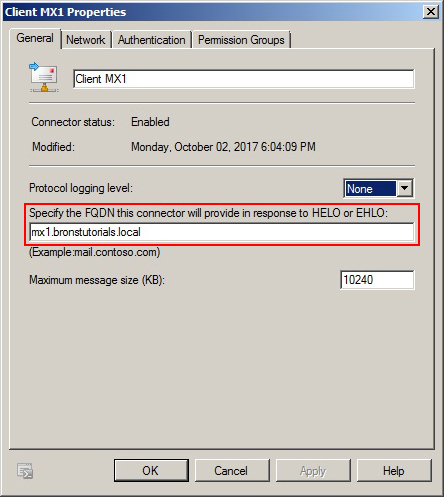 Client MX1 Properties
General Network Authentication Permission Groups
Client MX1
Connector status: Enabled
Modified: Monday, October 02, 2017 6:04:09 PM
Protocol logging level: None
Specify the FQDN this connector will provide in response to HELO or EHLO:
mx1.bronstutorials.local
(Example:mail.contoso.com)
Maximum message size (KB): 10240
OK Cancel Apply Help